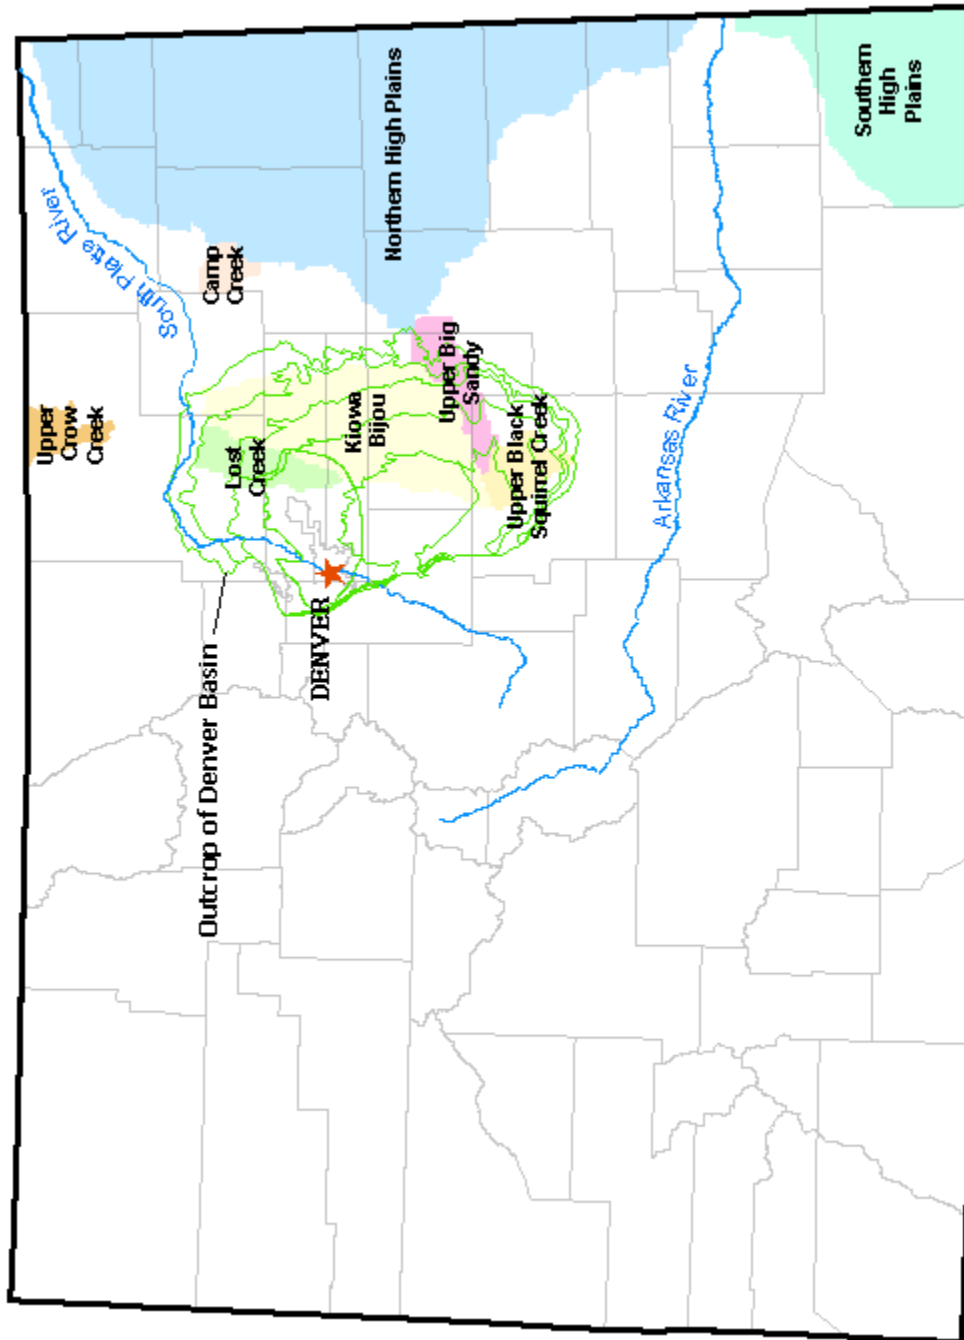 Upper
Crow
Creek
South Platte River
Camp
Creek
Outcrop of Denver Basin
Lost
Creek
DENVER
Kiowa
Bijou
Northern High Plains
Upper Big
Sandy
Upper Black
Squirrel Creek
Arkansas River
Southern
High
Plains